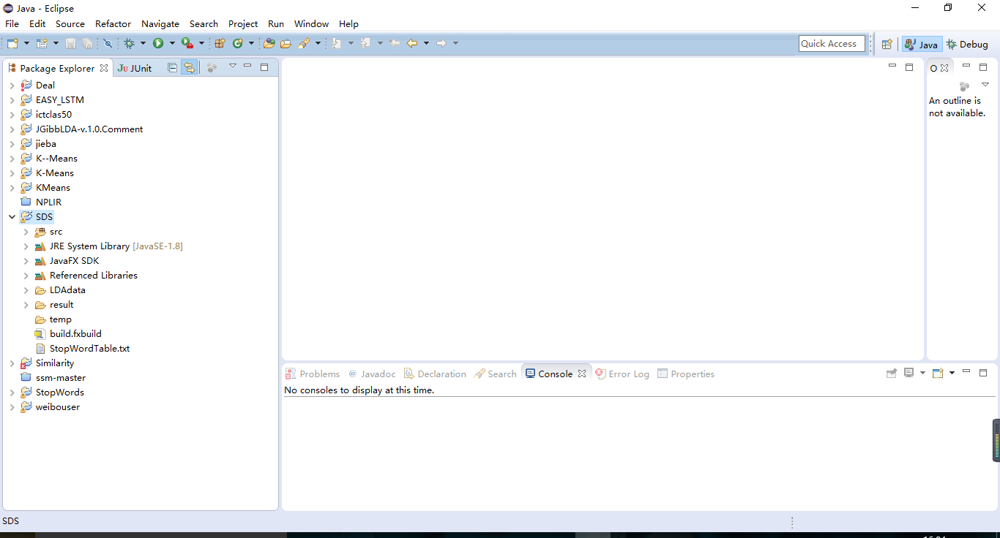 Java - Eclipse
File Edit Source Refactor Navigate Search Project Run Window Help
Quick Access Java Debug
Package Explorer JUnit
Deal
EASY_LSTM
ictclas50
JGibbLDA-v.1.0.Comment
jieba
K--Means
K-Means
KMeans
NPLIR
SDS
src
JRE System Library [JavaSE-1.8]
JavaFX SDK
Referenced Libraries
LDAdata
result
temp
build.fxbuild
StopWordTable.txt
Similarity
ssm-master
StopWords
weibouser
O
An outline is
not available.
Problems Javadoc Declaration Search Console Error Log Properties
No consoles to display at this time.
SDS